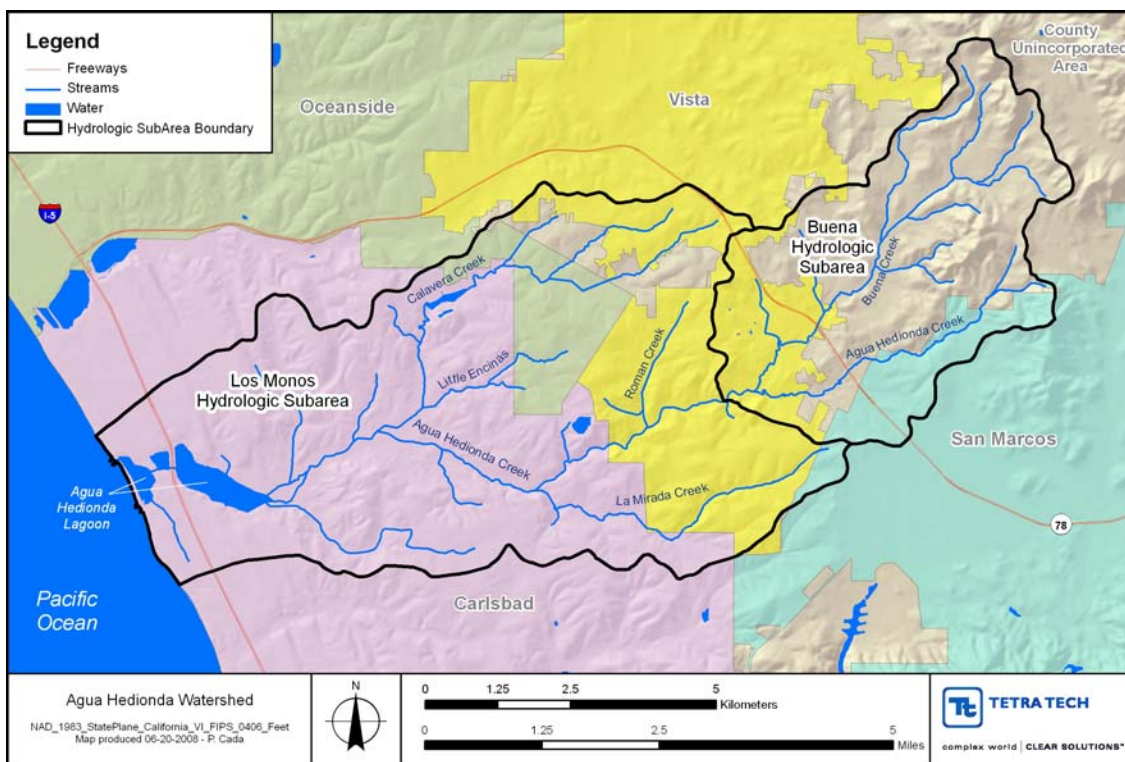 Legend
Freeways
Streams
Water
Hydrologic SubArea Boundary
County
Unincorporated
Area
Oceanside
Vista
I-5
Buena
Hydrologic
Subarea
Calavera Creek
Buena Creek
Agua Hedionda Creek
Little Encinas
Roman Creek
Los Monos
Hydrologic Subarea
Agua Hedionda Creek
San Marcos
La Mirada Creek
Agua
Hedionda
Lagoon
78
Pacific
Ocean
Carlsbad
Agua Hedionda Watershed
NAD_1983_StatePlane_California_VI_FIPS_0406_Feet
Map produced 06-20-2008 - P. Cada
N
0 1.25 2.5 5
Kilometers
0 1.25 2.5 5
Miles
Tt TETRA TECH
complex world | CLEAR SOLUTIONS™